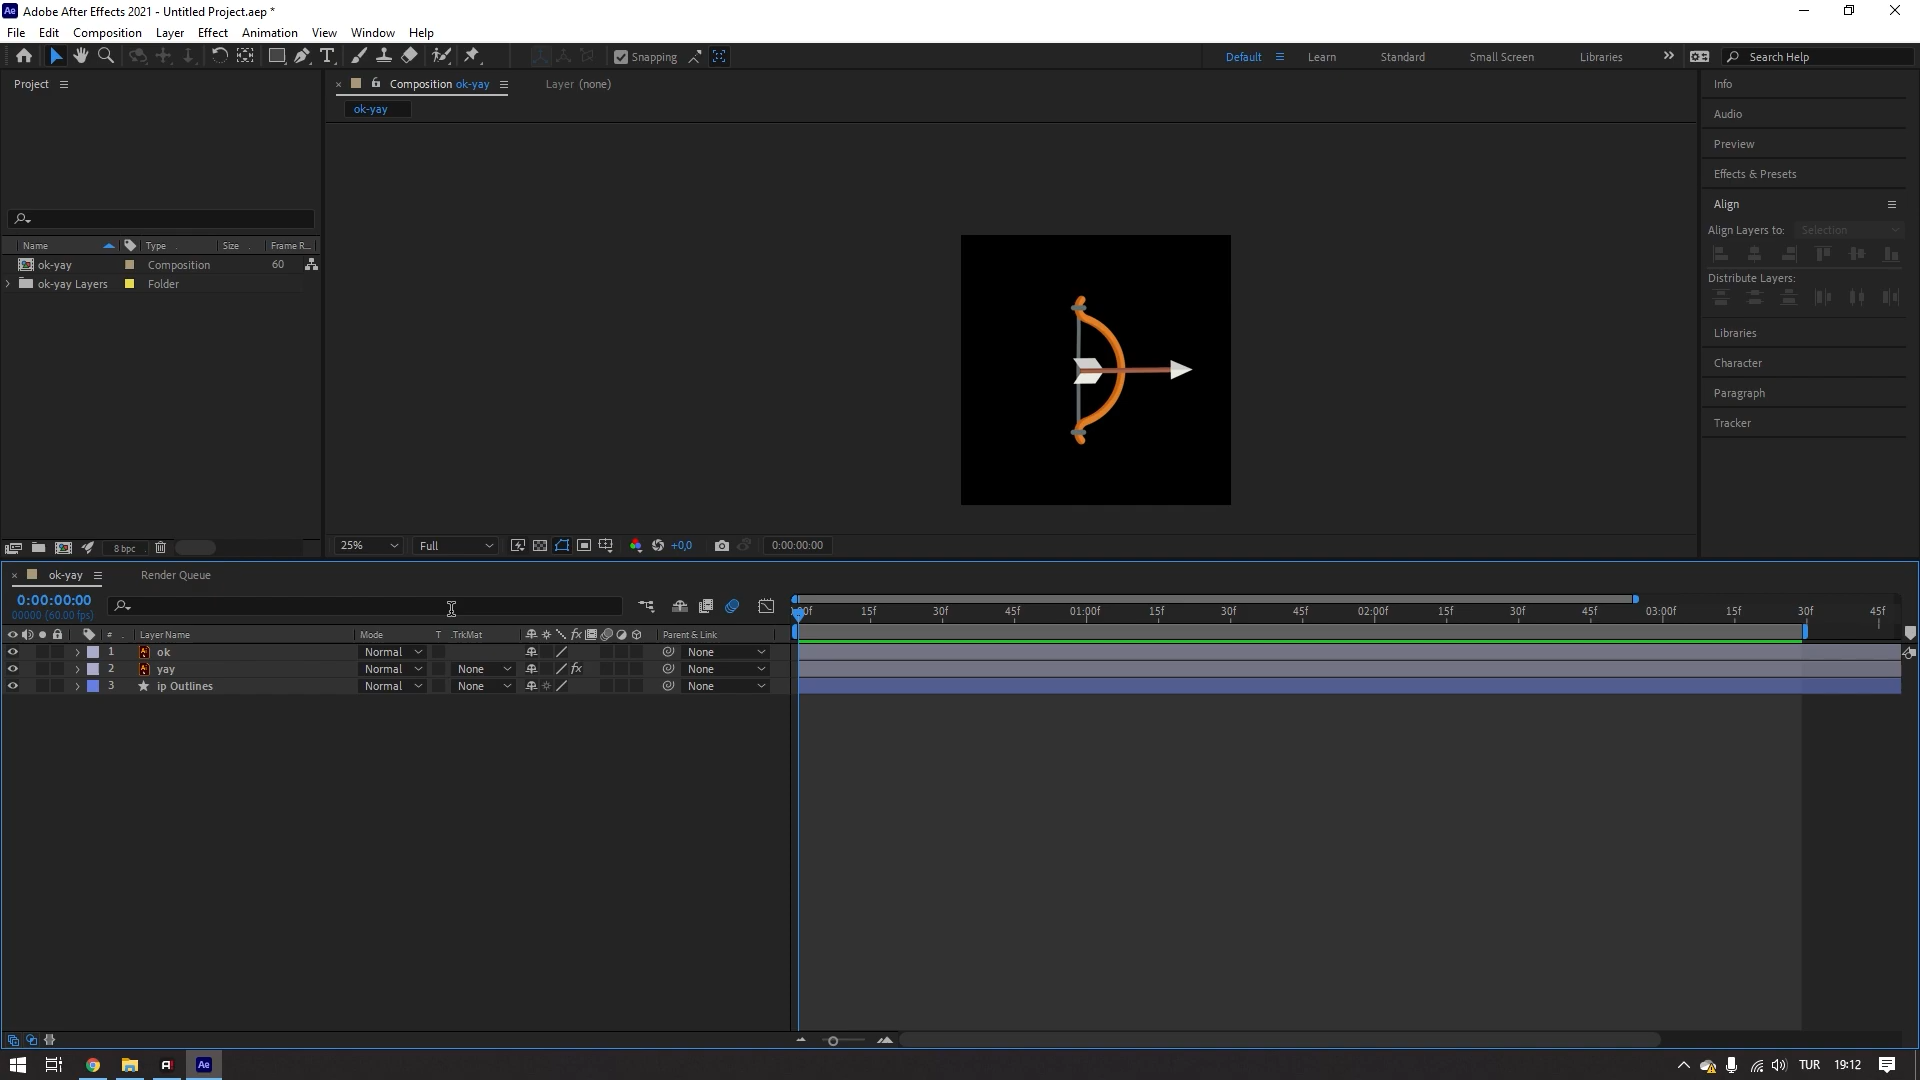 Adobe After Effects 2021 - Untitled Project.aep *
File Edit Composition Layer Effect Animation View Window Help
Snapping Default Learn Standard Small Screen Libraries Search Help
Project
Composition ok-yay Layer (none)
ok-yay
Name Type Size Frame R...
ok-yay Composition 60
ok-yay Layers Folder
8 bpc
25% Full +0,0 0:00:00:00
Info
Audio
Preview
Effects & Presets
Align
Align Layers to: Selection
Distribute Layers:
Libraries
Character
Paragraph
Tracker
ok-yay Render Queue
0:00:00:00
00000 (60.00 fps)
15f 30f 45f 01:00f 15f 30f 45f 02:00f 15f 30f 45f 03:00f 15f 30f 45f
# Layer Name Mode T .TrkMat fx Parent & Link
1 ok Normal None
2 yay Normal None fx None
3 ip Outlines Normal None None
Ae TUR 19:12